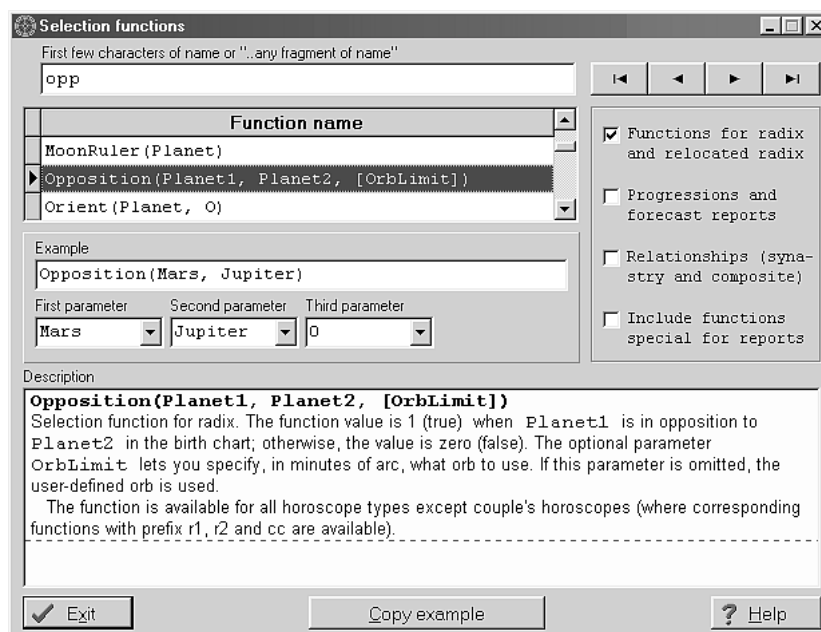 Selection functions
First few characters of name or "..any fragment of name"
opp
Function name
MoonRuler(Planet)
Opposition(Planet1, Planet2, [OrbLimit])
Orient(Planet, O)
Functions for radix
and relocated radix
Progressions and
forecast reports
Relationships (syna-
stry and composite)
Include functions
special for reports
Example
Opposition(Mars, Jupiter)
First parameter Second parameter Third parameter
Mars Jupiter O
Description
Opposition(Planet1, Planet2, [OrbLimit])
Selection function for radix. The function value is 1 (true) when Planet1 is in opposition to
Planet2 in the birth chart; otherwise, the value is zero (false). The optional parameter
OrbLimit lets you specify, in minutes of arc, what orb to use. If this parameter is omitted, the
user-defined orb is used.
The function is available for all horoscope types except couple's horoscopes (where corresponding
functions with prefix r1, r2 and cc are available).
Exit Copy example Help